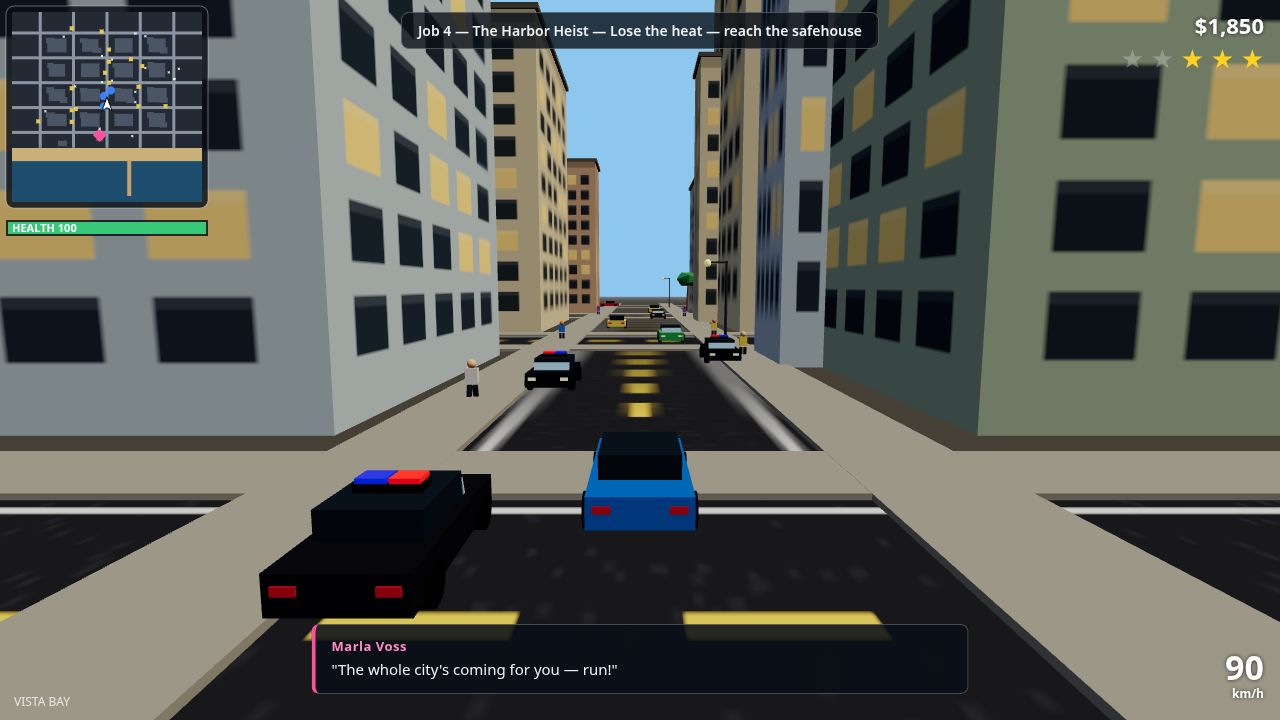 Job 4 — The Harbor Heist — Lose the heat — reach the safehouse
$1,850
HEALTH 100
Marla Voss
"The whole city's coming for you — run!"
90
km/h
VISTA BAY